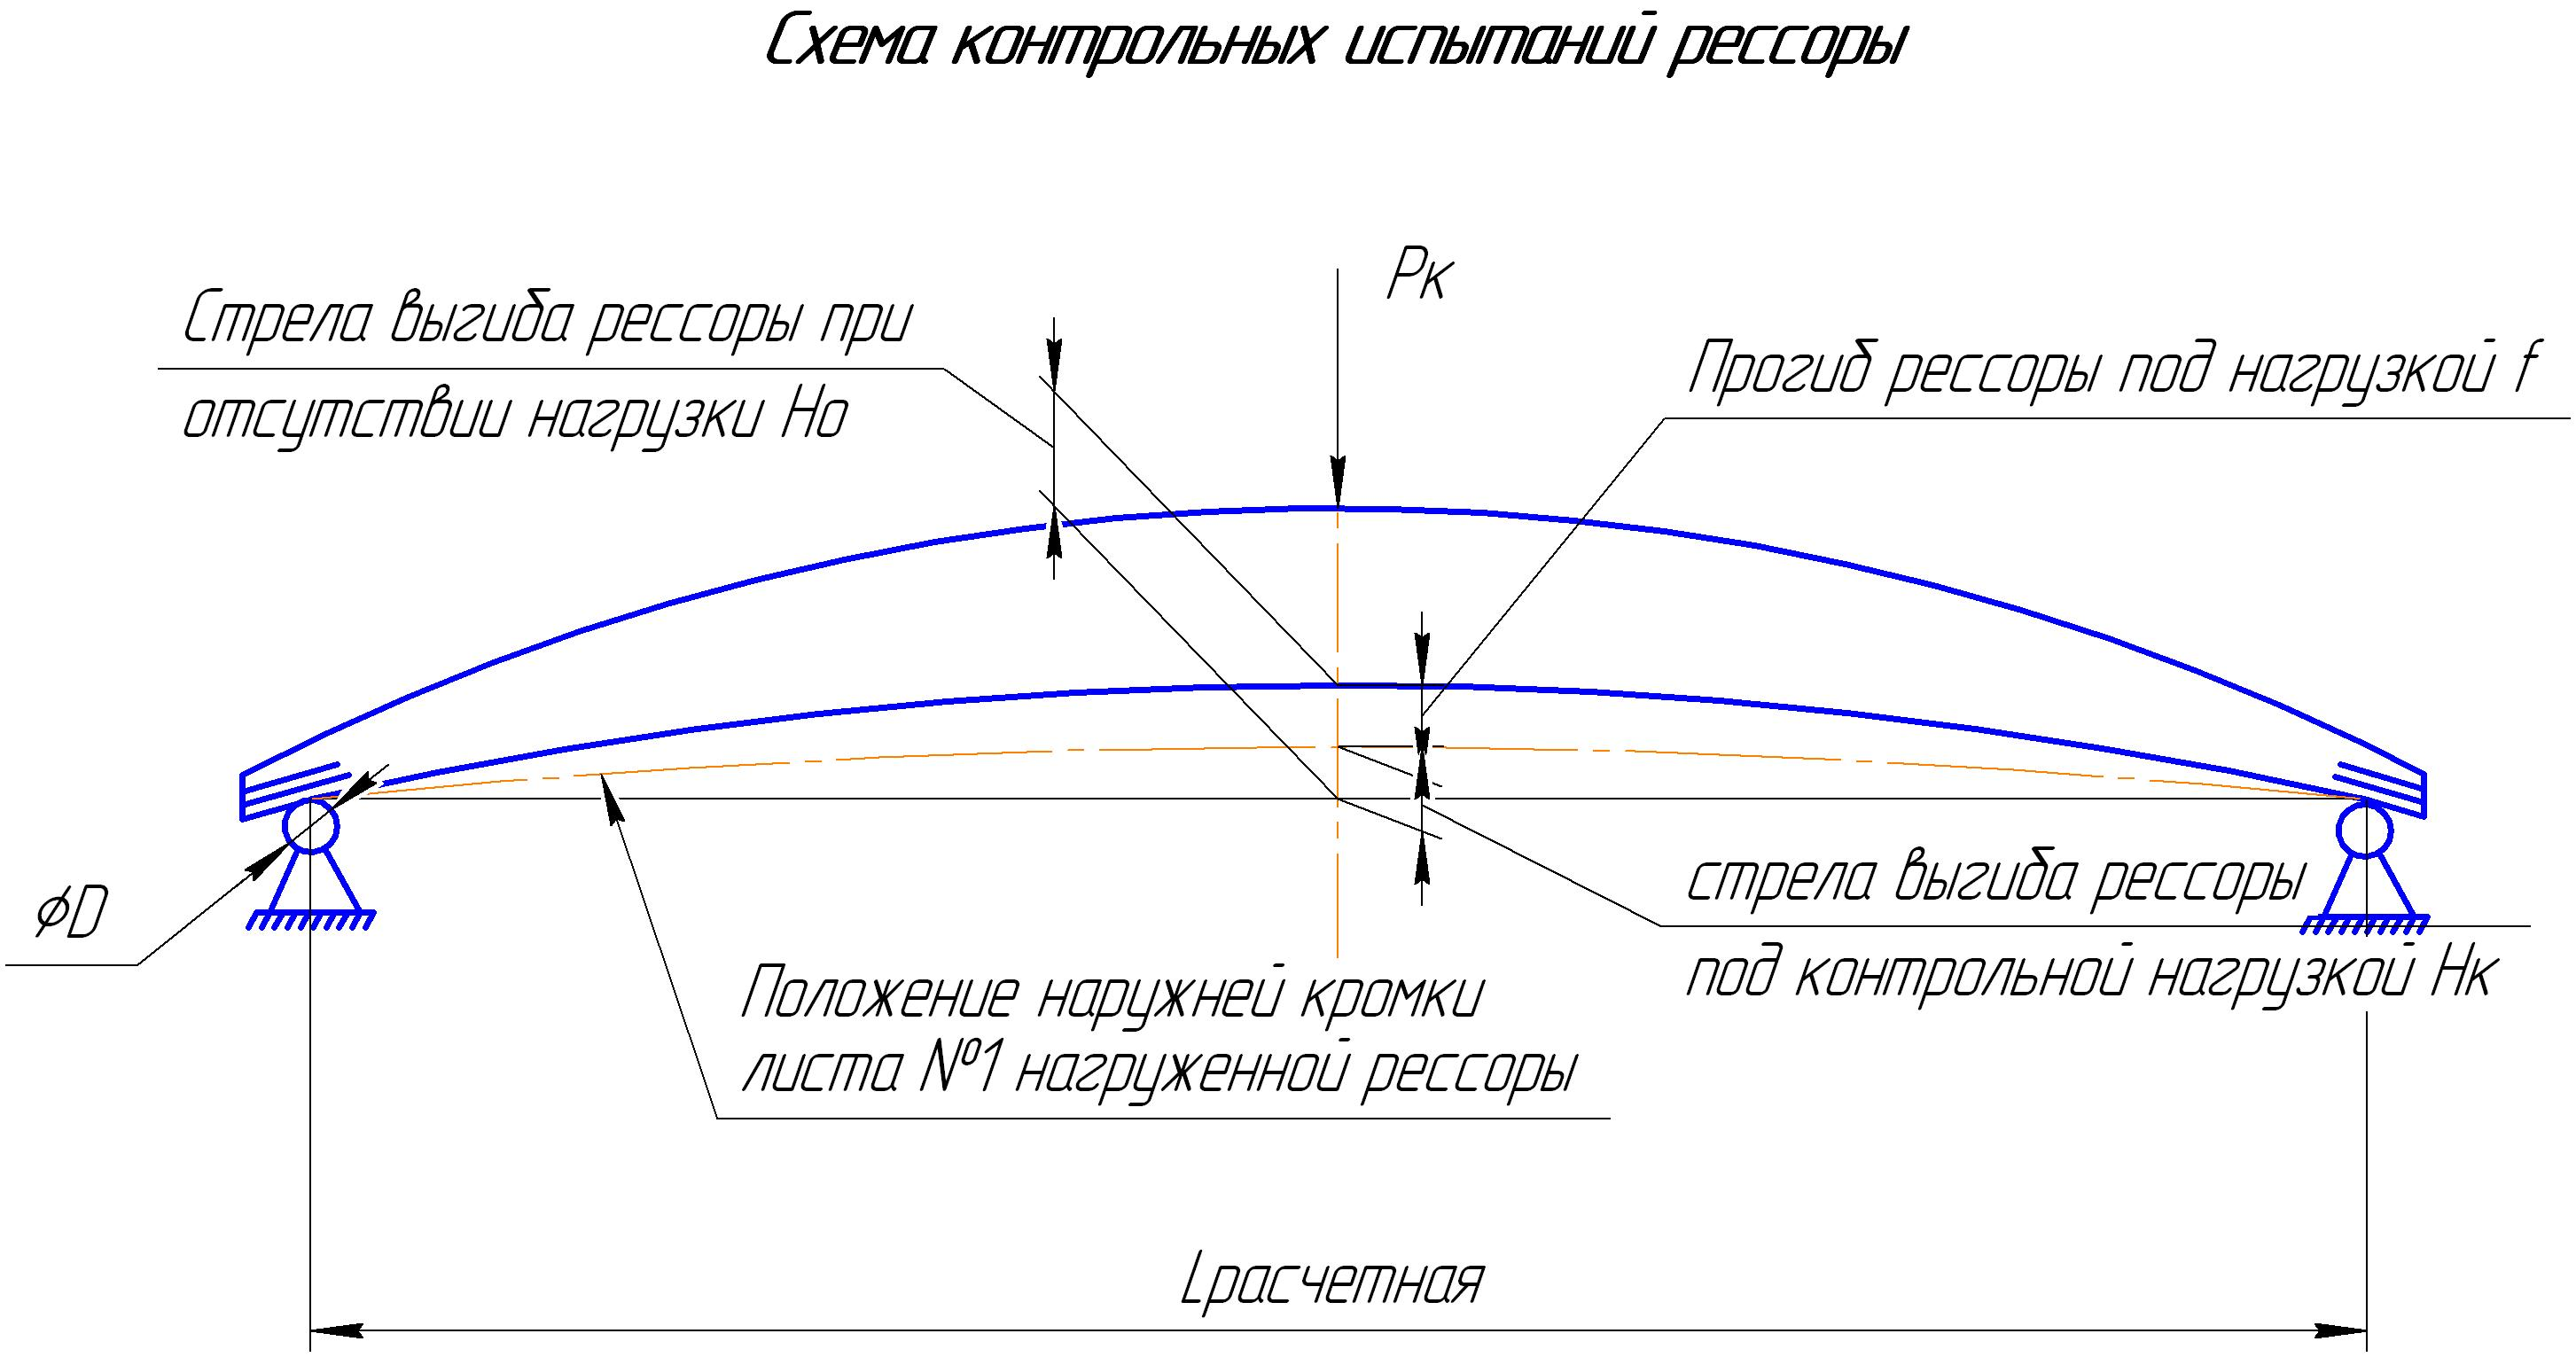 Схема контрольных испытаний рессоры
Рк
Стрела выгиба рессоры при
отсутствии нагрузки Но
Прогиб рессоры под нагрузкой f
стрела выгиба рессоры
под контрольной нагрузкой Нк
ϕD
Положение наружней кромки
листа №1 нагруженной рессоры
Lрасчетная